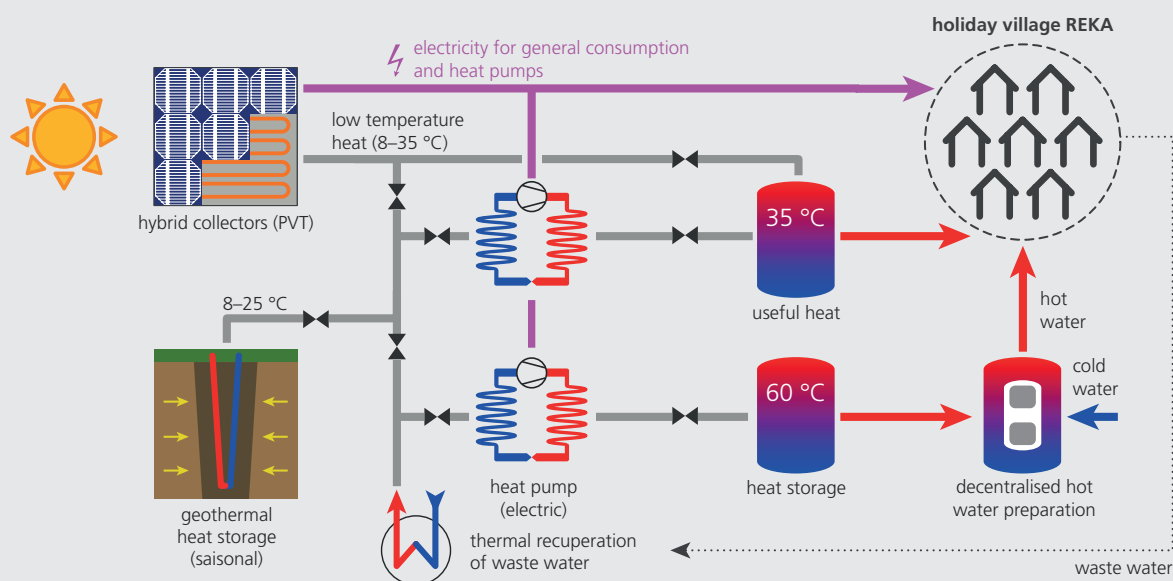 holiday village REKA
electricity for general consumption
and heat pumps
low temperature
heat (8–35 °C)
hybrid collectors (PVT)
35 °C
8–25 °C
useful heat
hot
water
60 °C
cold
water
heat pump
(electric)
heat storage
decentralised hot
water preparation
geothermal
heat storage
(saisonal)
thermal recuperation
of waste water
waste water